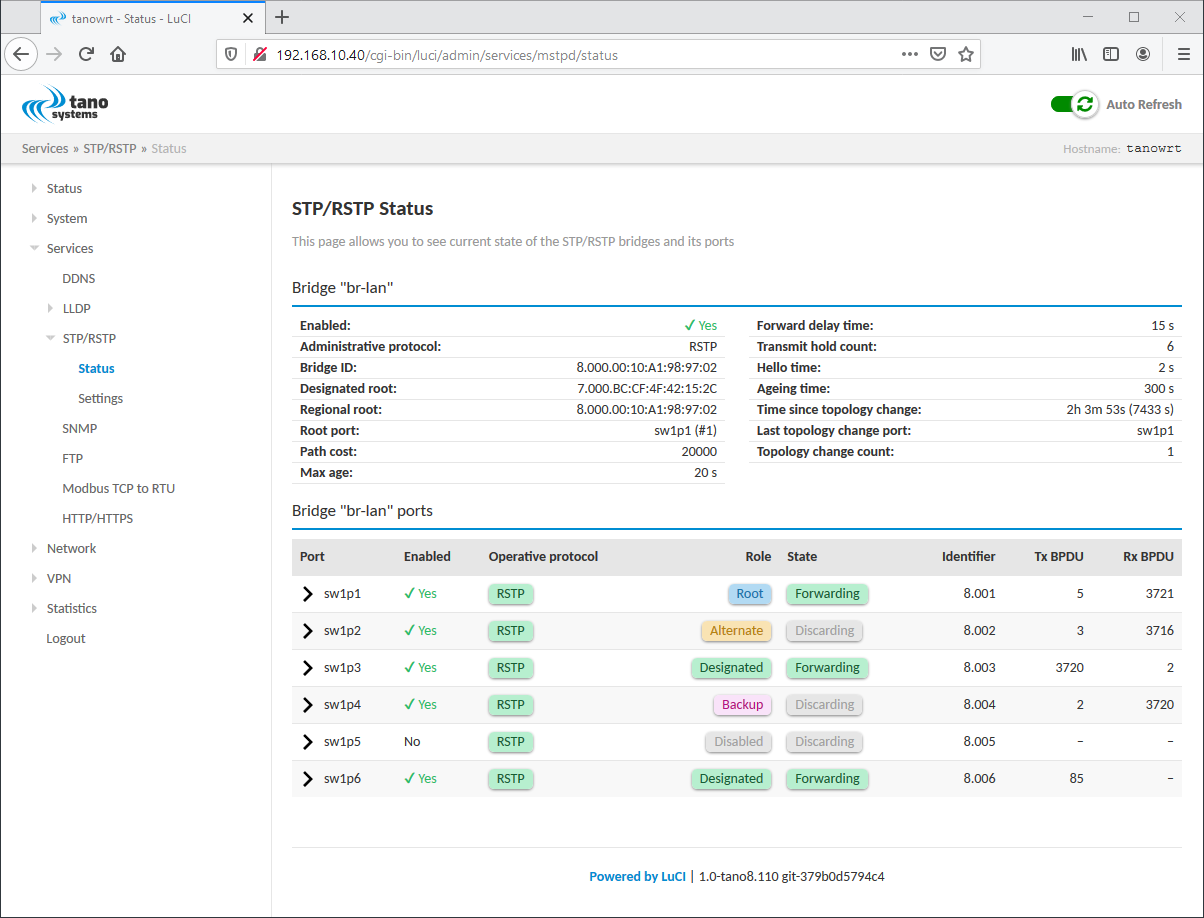 tanowrt - Status - LuCI
192.168.10.40/cgi-bin/luci/admin/services/mstpd/status
tano
systems
Auto Refresh
Services » STP/RSTP » Status
Hostname: tanowrt
Status
System
Services
DDNS
LLDP
STP/RSTP
Status
Settings
SNMP
FTP
Modbus TCP to RTU
HTTP/HTTPS
Network
VPN
Statistics
Logout
STP/RSTP Status
This page allows you to see current state of the STP/RSTP bridges and its ports
Bridge "br-lan"
Enabled: Yes
Administrative protocol: RSTP
Bridge ID: 8.000.00:10:A1:98:97:02
Designated root: 7.000.BC:CF:4F:42:15:2C
Regional root: 8.000.00:10:A1:98:97:02
Root port: sw1p1 (#1)
Path cost: 20000
Max age: 20 s
Forward delay time: 15 s
Transmit hold count: 6
Hello time: 2 s
Ageing time: 300 s
Time since topology change: 2h 3m 53s (7433 s)
Last topology change port: sw1p1
Topology change count: 1
Bridge "br-lan" ports
Port Enabled Operative protocol Role State Identifier Tx BPDU Rx BPDU
sw1p1 Yes RSTP Root Forwarding 8.001 5 3721
sw1p2 Yes RSTP Alternate Discarding 8.002 3 3716
sw1p3 Yes RSTP Designated Forwarding 8.003 3720 2
sw1p4 Yes RSTP Backup Discarding 8.004 2 3720
sw1p5 No RSTP Disabled Discarding 8.005 – –
sw1p6 Yes RSTP Designated Forwarding 8.006 85 –
Powered by LuCI | 1.0-tano8.110 git-379b0d5794c4